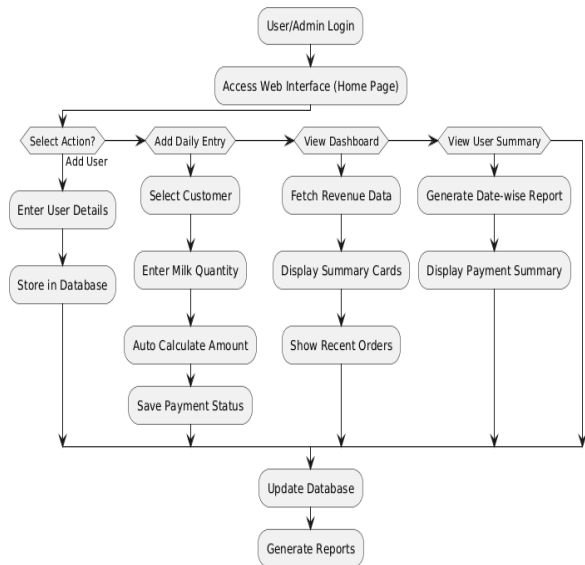 User/Admin Login
Access Web Interface (Home Page)
Select Action?
Add Daily Entry
View Dashboard
View User Summary
Add User
Enter User Details
Select Customer
Fetch Revenue Data
Generate Date-wise Report
Store in Database
Enter Milk Quantity
Display Summary Cards
Display Payment Summary
Auto Calculate Amount
Show Recent Orders
Save Payment Status
Update Database
Generate Reports